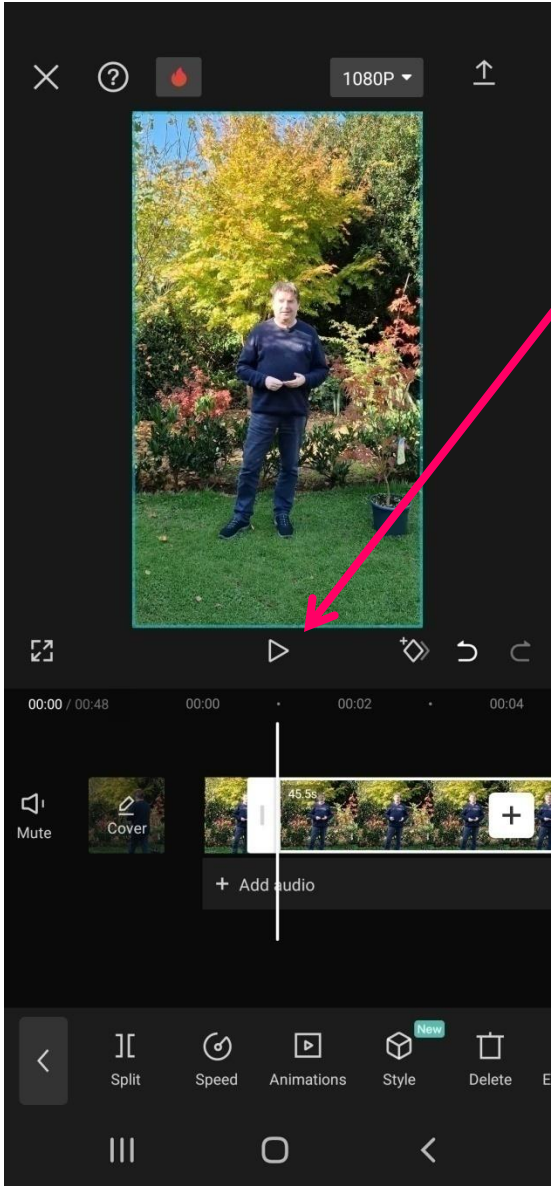 1080P
00:00 / 00:48 00:00 00:02 00:04
45.5s
Mute
Cover
+ Add audio
New
Split Speed Animations Style Delete E